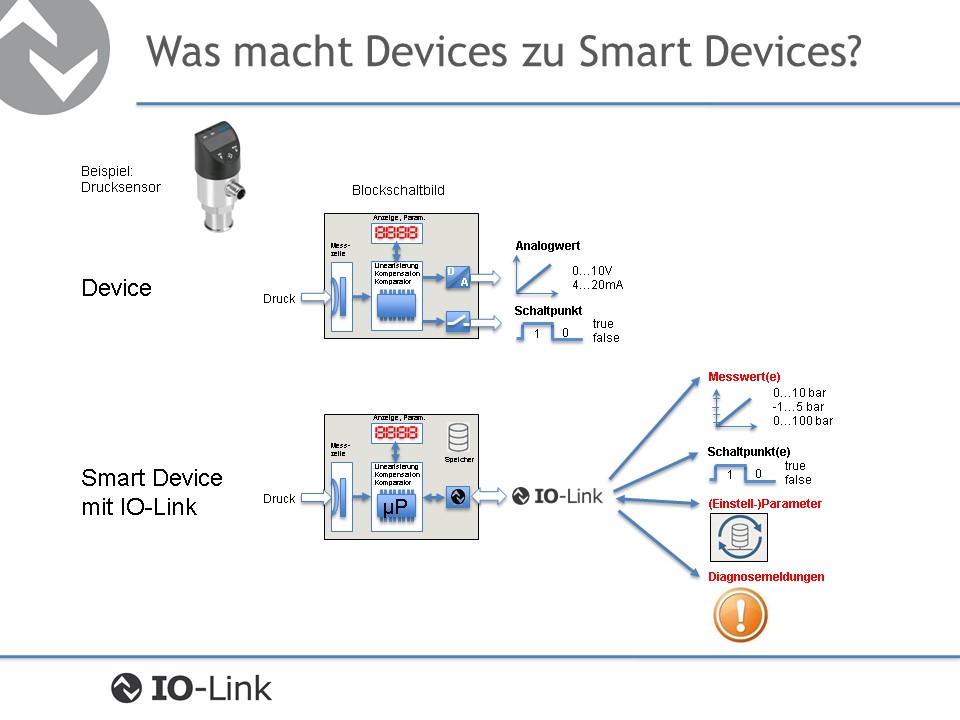 Was macht Devices zu Smart Devices?
Beispiel:
Drucksensor
Blockschaltbild
Device
Druck
Anzeige, Param.
8888
Mess-
zelle
Linearisierung
Kompensation
Komparator
D
A
Analogwert
0...10V
4...20mA
Schaltpunkt
1 0
true
false
Smart Device
mit IO-Link
Druck
Anzeige, Param.
8888
Mess-
zelle
Linearisierung
Kompensation
Komparator
µP
Speicher
IO-Link
Messwert(e)
0...10 bar
-1...5 bar
0...100 bar
Schaltpunkt(e)
1 0
true
false
(Einstell-)Parameter
Diagnosemeldungen
IO-Link